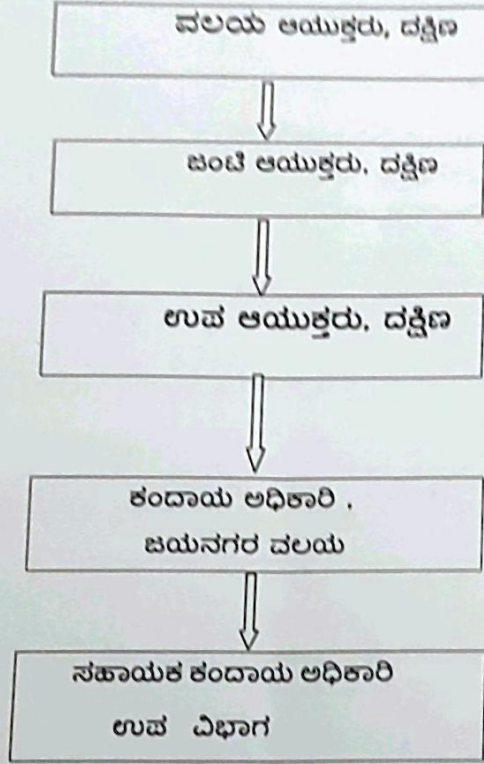 ವಲಯ ಆಯುಕ್ತರು, ದಕ್ಷಿಣ
ಜಂಟಿ ಆಯುಕ್ತರು, ದಕ್ಷಿಣ
ಉಪ ಆಯುಕ್ತರು, ದಕ್ಷಿಣ
ಕಂದಾಯ ಅಧಿಕಾರಿ .
ಜಯನಗರ ವಲಯ
ಸಹಾಯಕ ಕಂದಾಯ ಅಧಿಕಾರಿ
ಉಪ ವಿಭಾಗ